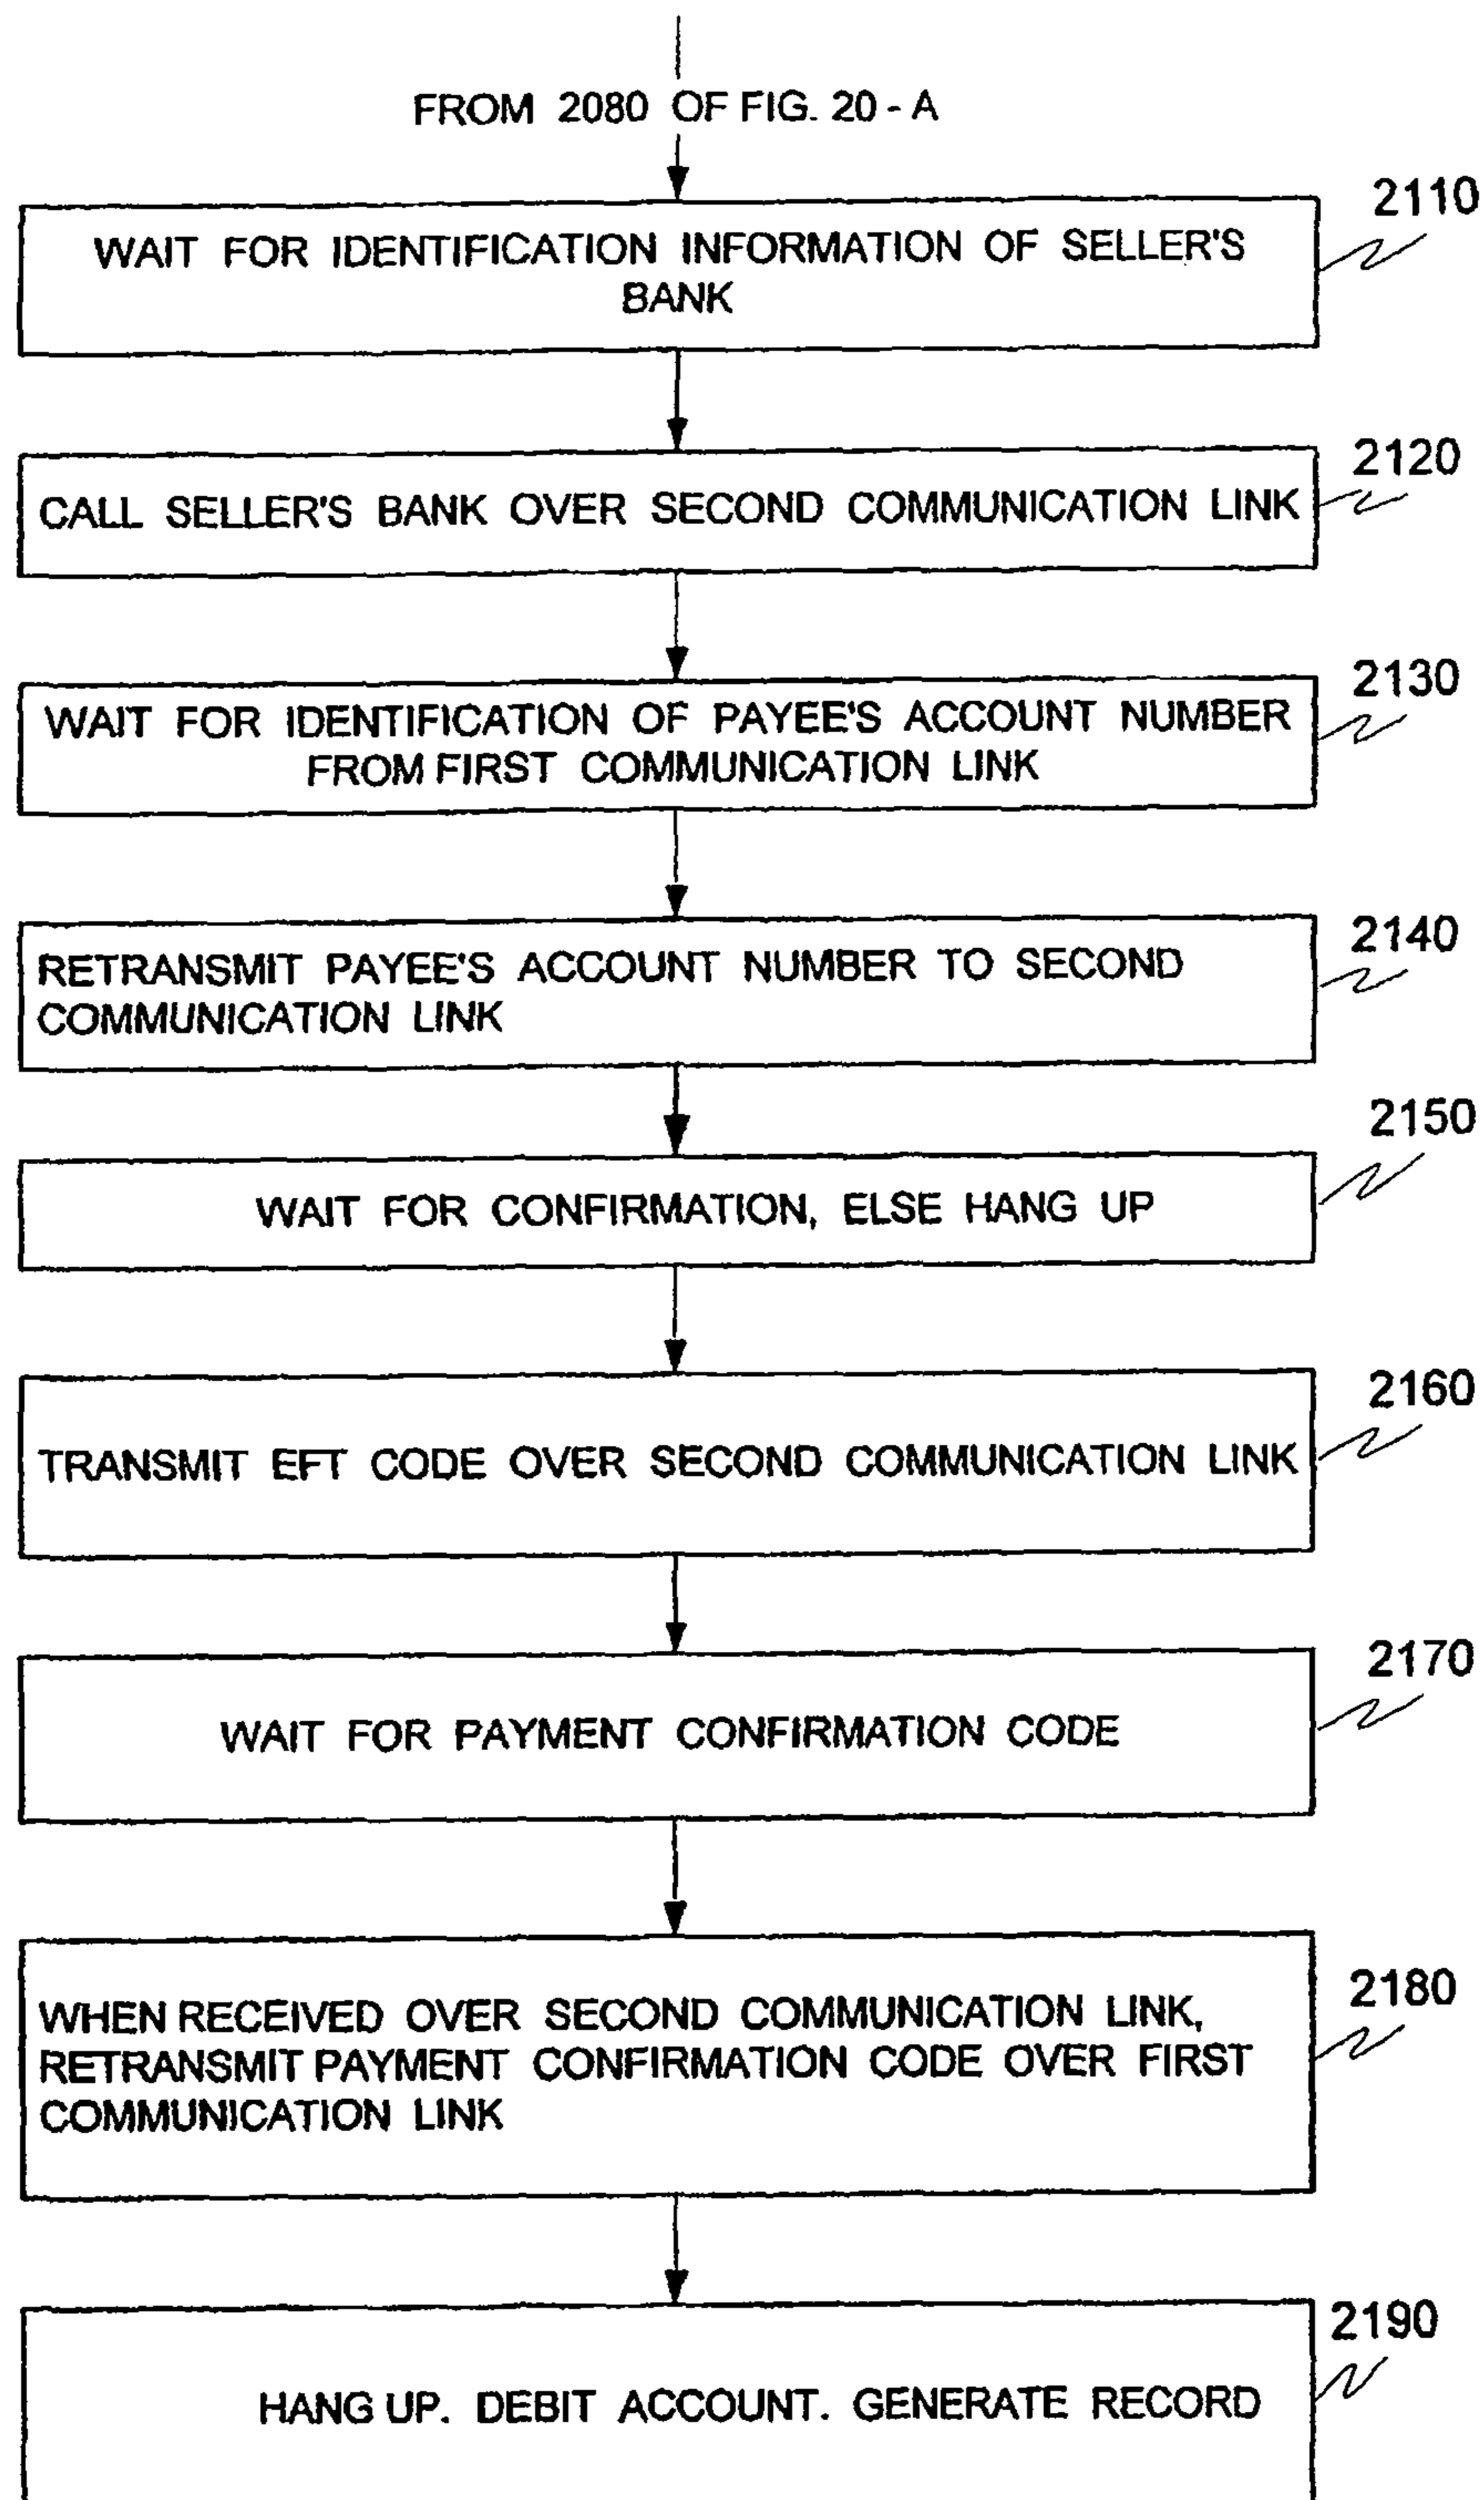 FROM 2080 OF FIG. 20 - A
2110
WAIT FOR IDENTIFICATION INFORMATION OF SELLER'S
BANK
2120
CALL SELLER'S BANK OVER SECOND COMMUNICATION LINK
2130
WAIT FOR IDENTIFICATION OF PAYEE'S ACCOUNT NUMBER
FROM FIRST COMMUNICATION LINK
2140
RETRANSMIT PAYEE'S ACCOUNT NUMBER TO SECOND
COMMUNICATION LINK
2150
WAIT FOR CONFIRMATION, ELSE HANG UP
2160
TRANSMIT EFT CODE OVER SECOND COMMUNICATION LINK
2170
WAIT FOR PAYMENT CONFIRMATION CODE
2180
WHEN RECEIVED OVER SECOND COMMUNICATION LINK,
RETRANSMIT PAYMENT CONFIRMATION CODE OVER FIRST
COMMUNICATION LINK
2190
HANG UP. DEBIT ACCOUNT. GENERATE RECORD